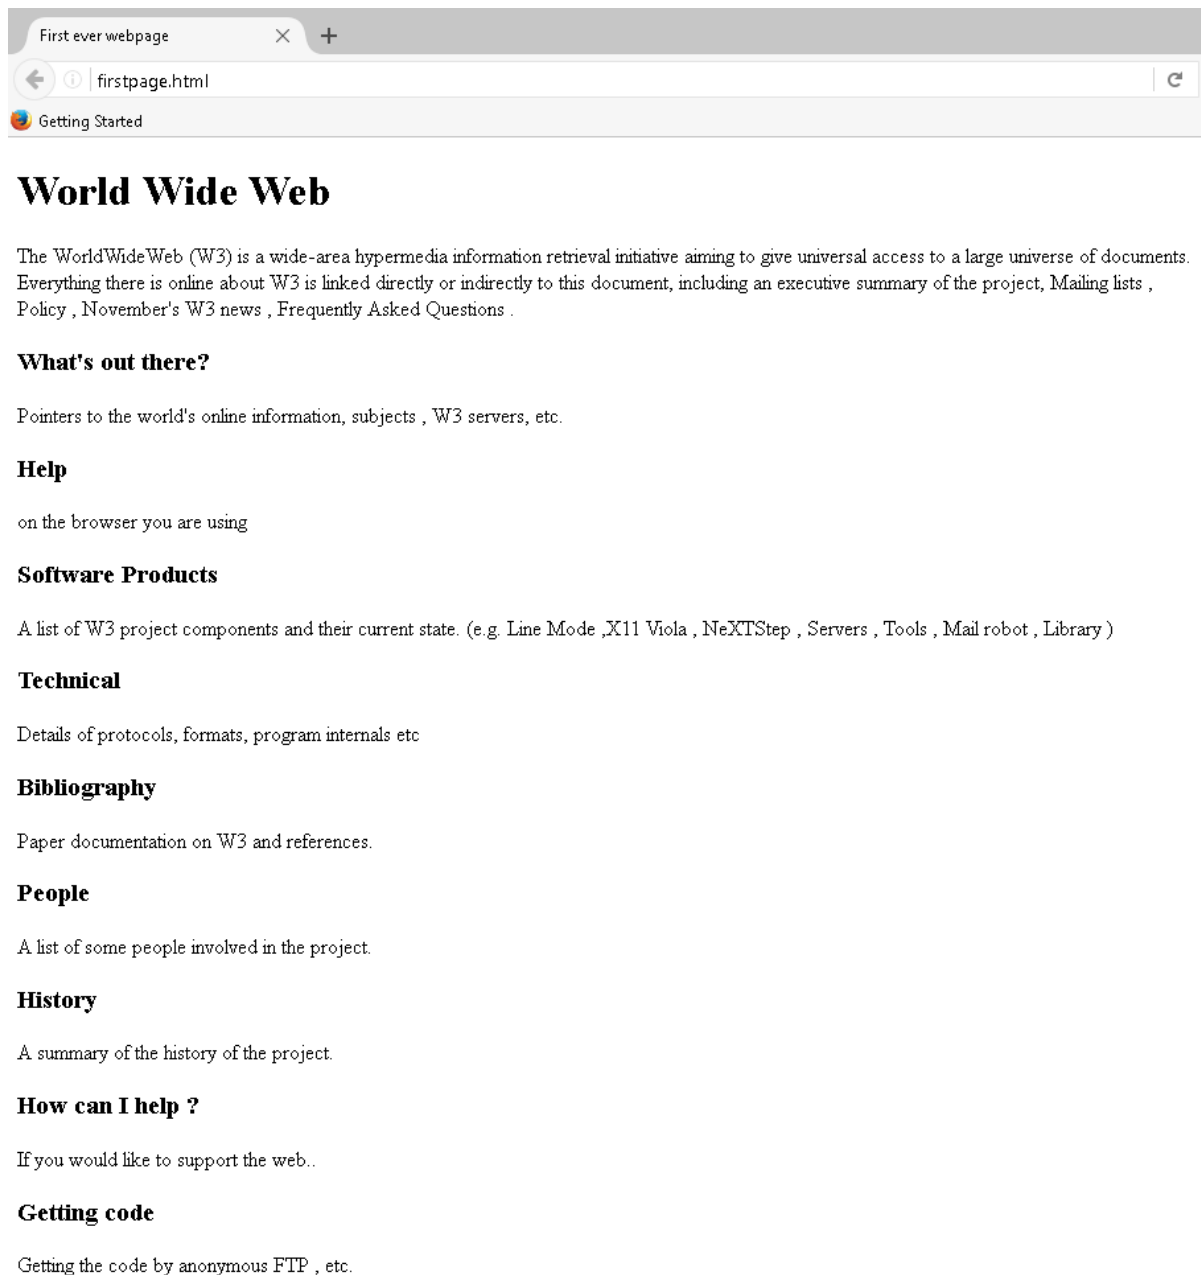 First ever webpage
firstpage.html
Getting Started
World Wide Web
The WorldWideWeb (W3) is a wide-area hypermedia information retrieval initiative aiming to give universal access to a large universe of documents.
Everything there is online about W3 is linked directly or indirectly to this document, including an executive summary of the project, Mailing lists ,
Policy , November's W3 news , Frequently Asked Questions .
What's out there?
Pointers to the world's online information, subjects , W3 servers, etc.
Help
on the browser you are using
Software Products
A list of W3 project components and their current state. (e.g. Line Mode ,X11 Viola , NeXTStep , Servers , Tools , Mail robot , Library )
Technical
Details of protocols, formats, program internals etc
Bibliography
Paper documentation on W3 and references.
People
A list of some people involved in the project.
History
A summary of the history of the project.
How can I help ?
If you would like to support the web..
Getting code
Getting the code by anonymous FTP , etc.